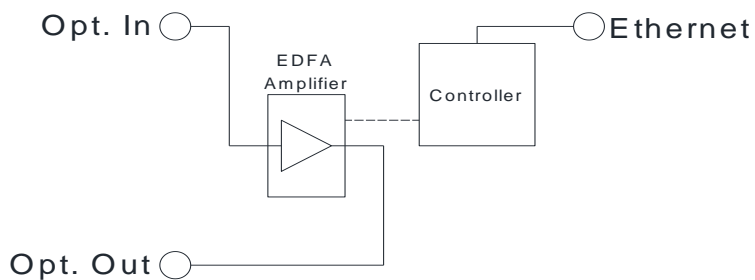 Opt. In
Ethernet
EDFA
Amplifier
Controller
Opt. Out